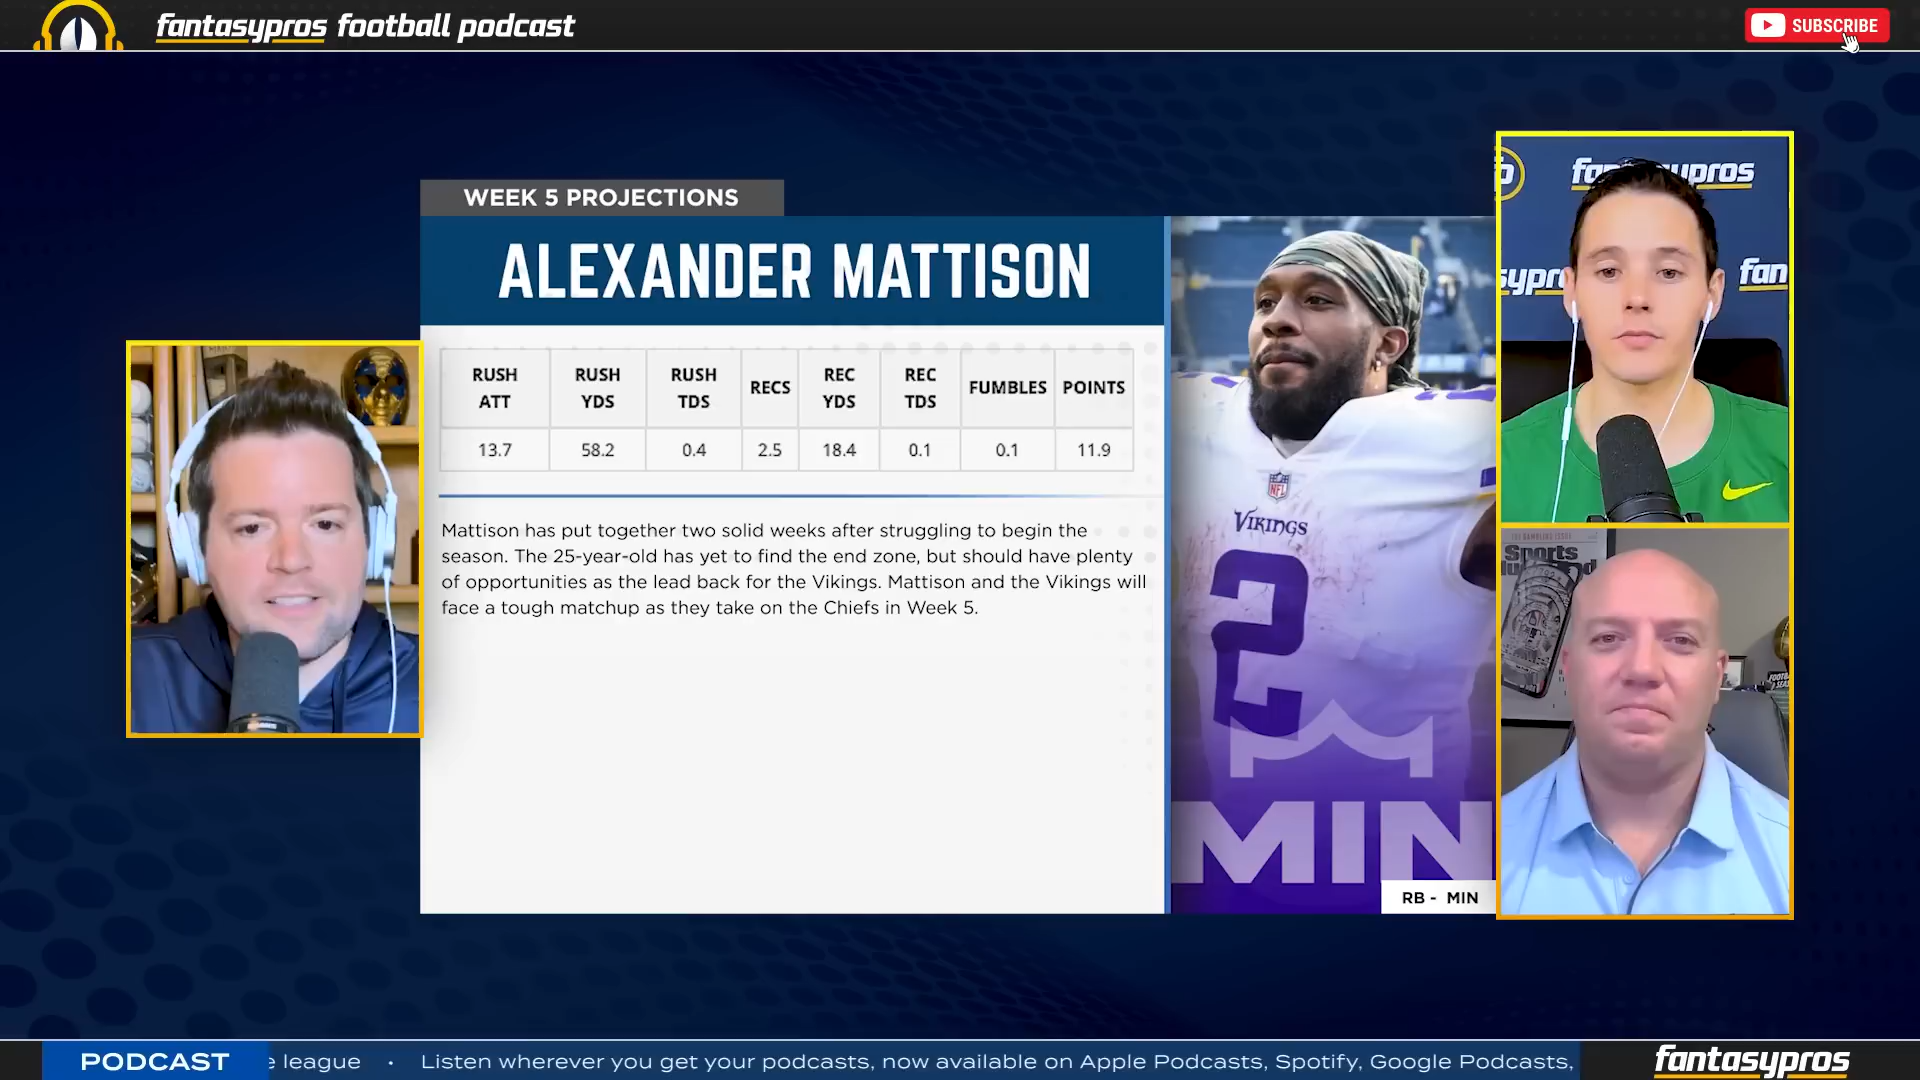 fantasypros football podcast
SUBSCRIBE
WEEK 5 PROJECTIONS
ALEXANDER MATTISON
RUSH ATT
RUSH YDS
RUSH TDS
RECS
REC YDS
REC TDS
FUMBLES
POINTS
13.7
58.2
0.4
2.5
18.4
0.1
0.1
11.9
Mattison has put together two solid weeks after struggling to begin the
season. The 25-year-old has yet to find the end zone, but should have plenty
of opportunities as the lead back for the Vikings. Mattison and the Vikings will
face a tough matchup as they take on the Chiefs in Week 5.
NFL
VIKINGS
2
MIN
RB - MIN
fantasypros
fan
Sports
PODCAST
e league • Listen wherever you get your podcasts, now available on Apple Podcasts, Spotify, Google Podcasts,
fantasypros